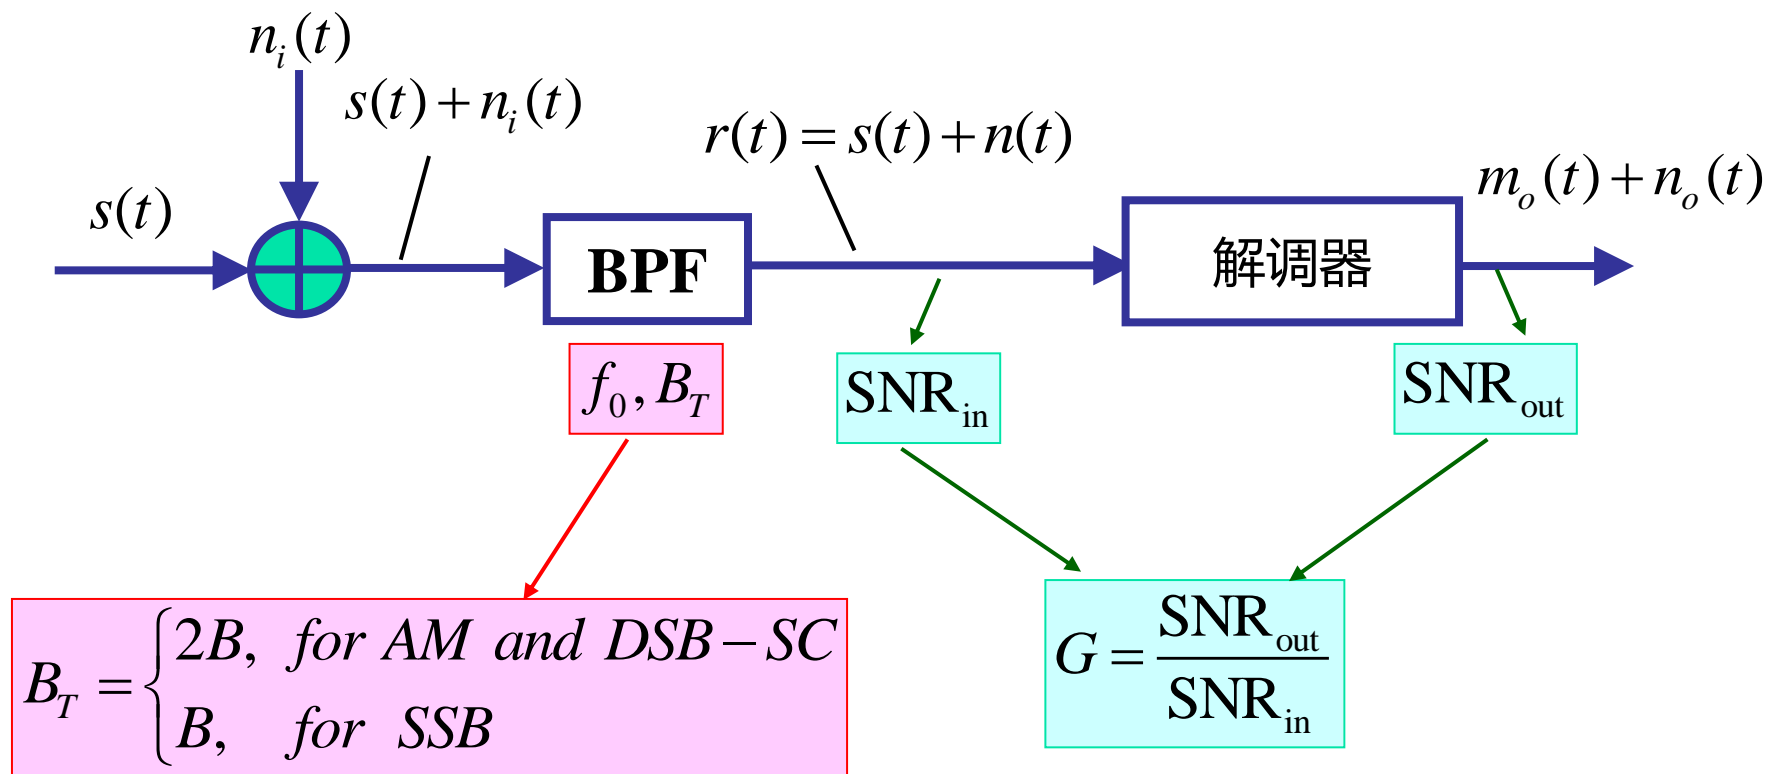 n_i(t)
s(t)+n_i(t)
r(t)=s(t)+n(t)
m_o(t)+n_o(t)
s(t)
BPF
解调器
f_0,B_T
SNR_in
SNR_out
B_T={2B, for AM and DSB-SC
B, for SSB
G=SNR_out/SNR_in